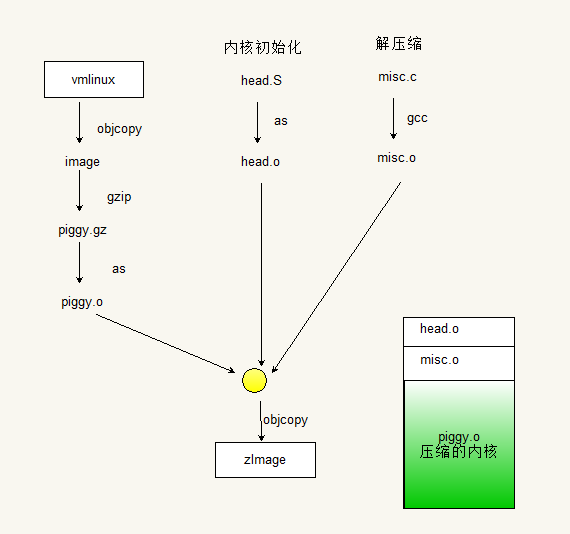 内核初始化
解压缩
vmlinux
head.S
misc.c
objcopy
as
gcc
image
head.o
misc.o
gzip
piggy.gz
as
piggy.o
objcopy
zImage
head.o
misc.o
piggy.o
压缩的内核